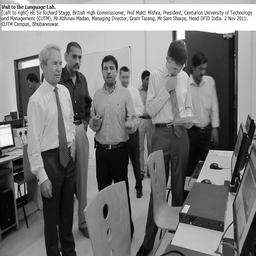 Visit to the Language Lab.
[Left to right] HE Sir Richard Stagg, British High Commissioner, Prof Mukti Mishra, President, Centurion University of Technology
and Management (CUTM), Mr Abhinav Madan, Managing Director, Gram Tarang, Mr Sam Sharpe, Head DFID India. 2 Nov 2011.
CUTM Campus, Bhubaneswar.